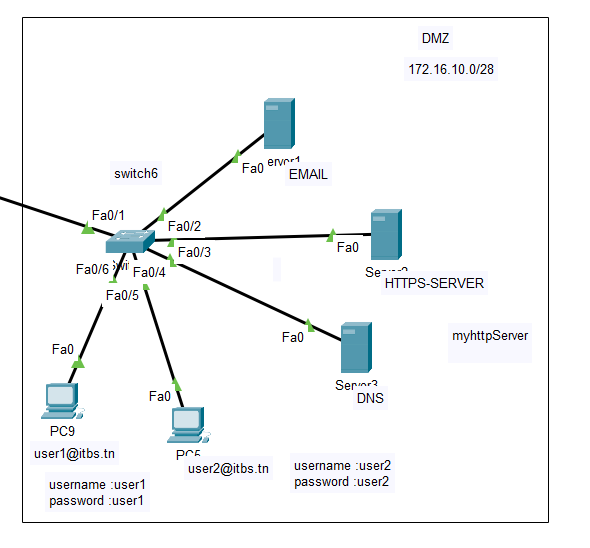 DMZ
172.16.10.0/28
Fa0
EMAIL
switch6
Fa0/1
Fa0/2
Fa0
Fa0/3
Fa0/6
Fa0/4
HTTPS-SERVER
Fa0/5
Fa0
myhttpServer
Fa0
Server3
DNS
Fa0
PC9
user1@itbs.tn
user2@itbs.tn
username :user2
password :user2
username :user1
password :user1